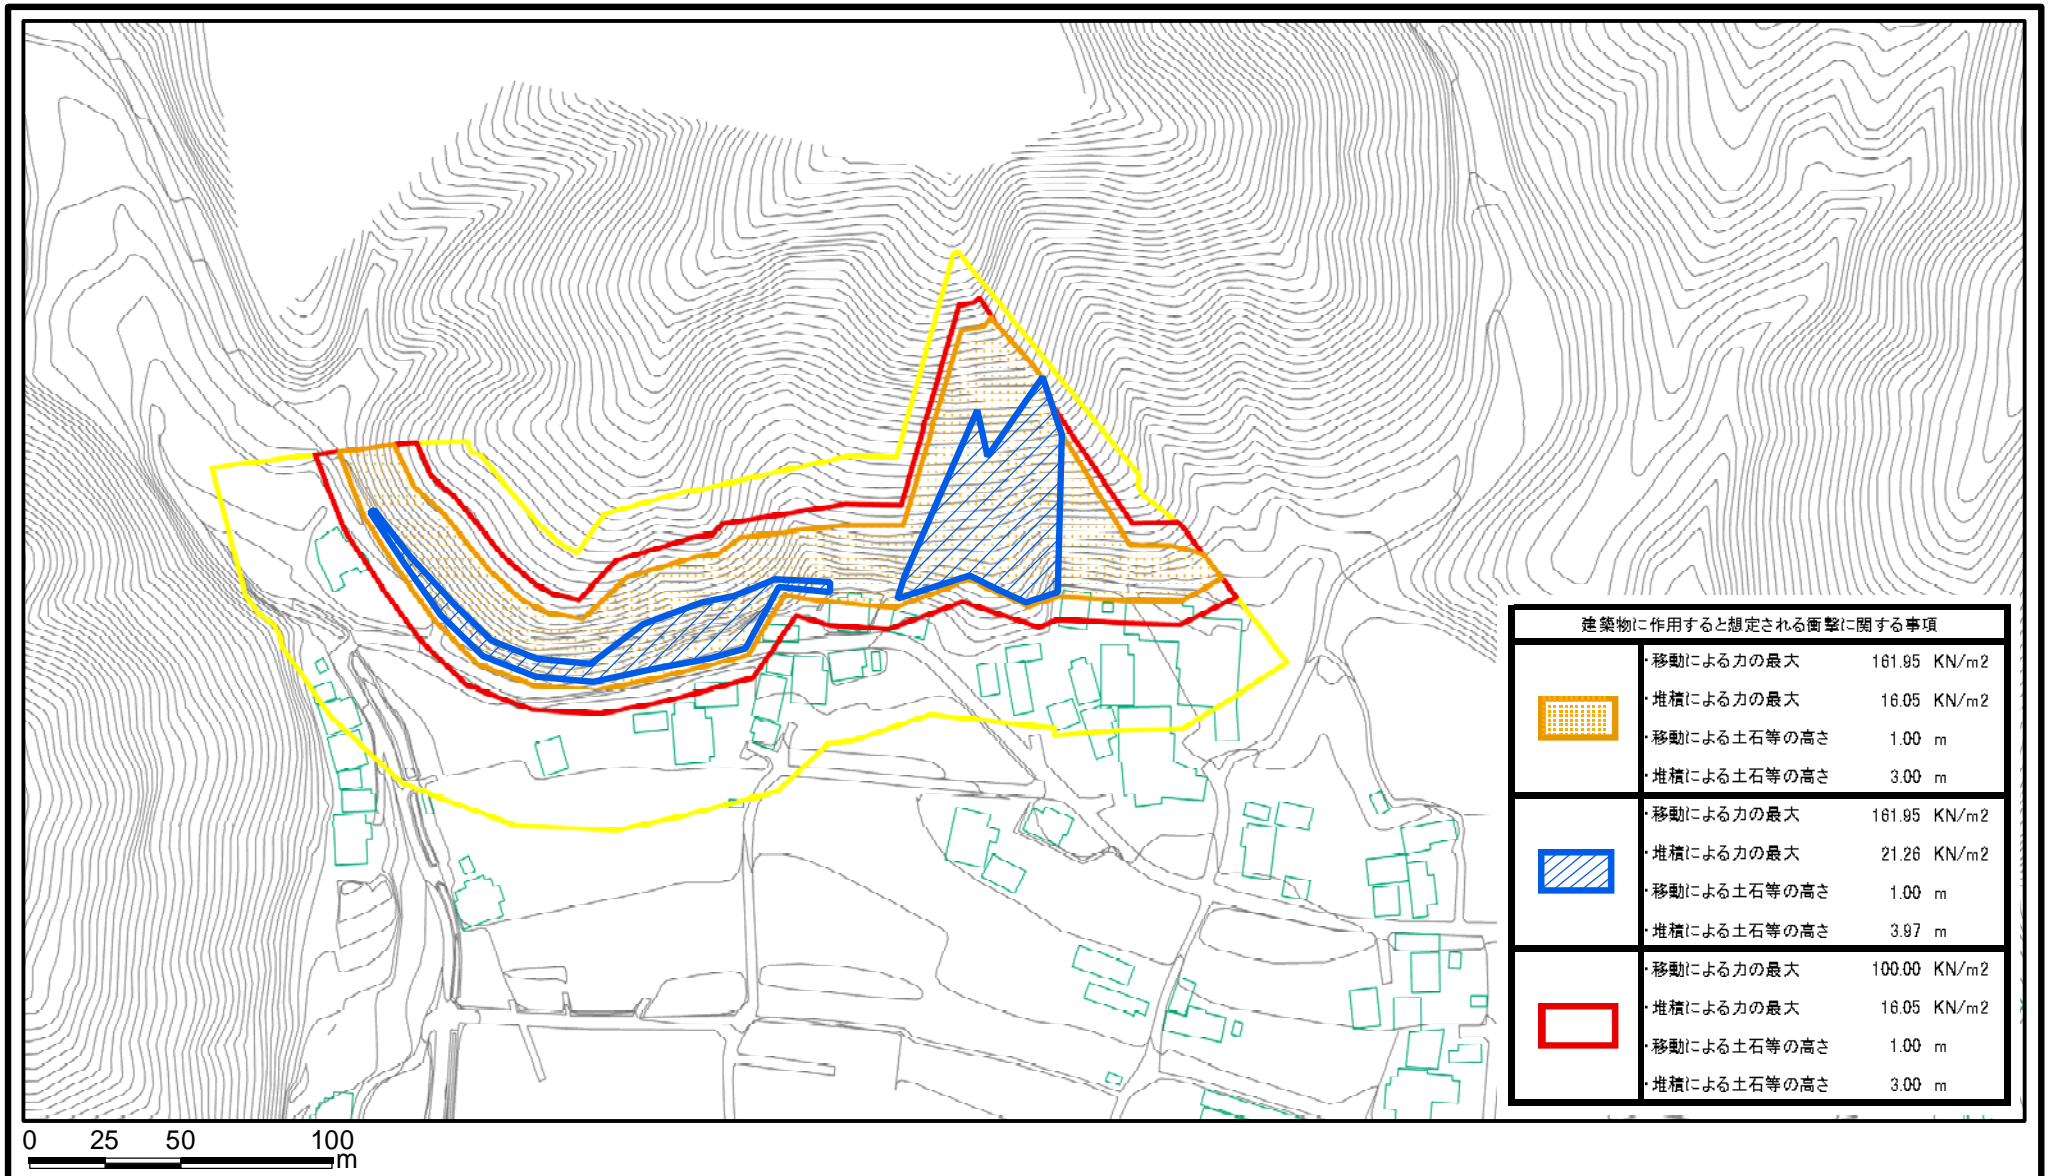 建築物に作用すると想定される衝撃に関する事項
・移動による力の最大 161.95 KN/m2
・堆積による力の最大 16.05 KN/m2
・移動による土石等の高さ 1.00 m
・堆積による土石等の高さ 3.00 m
・移動による力の最大 161.95 KN/m2
・堆積による力の最大 21.26 KN/m2
・移動による土石等の高さ 1.00 m
・堆積による土石等の高さ 3.97 m
・移動による力の最大 100.00 KN/m2
・堆積による力の最大 16.05 KN/m2
・移動による土石等の高さ 1.00 m
・堆積による土石等の高さ 3.00 m
0 25 50 100
m